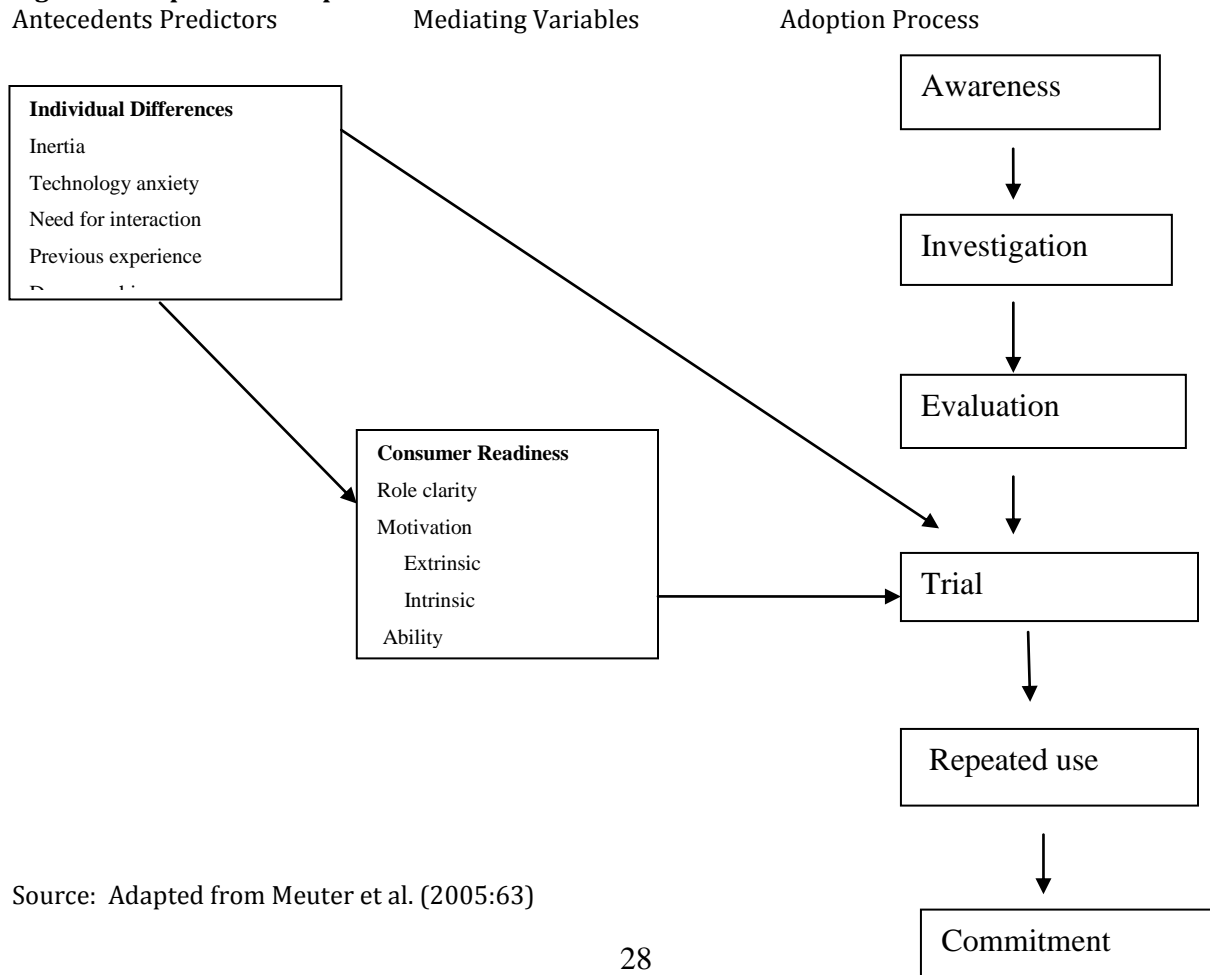 Antecedents Predictors
Mediating Variables
Adoption Process
Individual Differences
Inertia
Technology anxiety
Need for interaction
Previous experience
Consumer Readiness
Role clarity
Motivation
Extrinsic
Intrinsic
Ability
Awareness
Investigation
Evaluation
Trial
Repeated use
Commitment
Source: Adapted from Meuter et al. (2005:63)
28